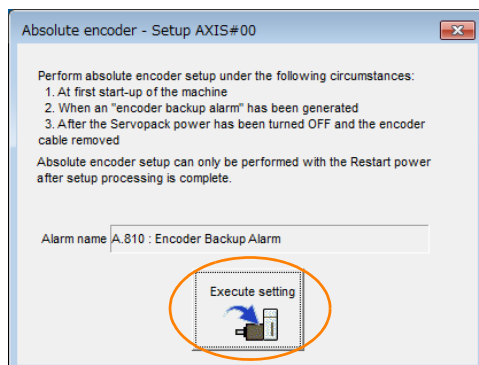 Absolute encoder - Setup AXIS#00
Perform absolute encoder setup under the following circumstances:
1. At first start-up of the machine
2. When an "encoder backup alarm" has been generated
3. After the Servopack power has been turned OFF and the encoder
cable removed
Absolute encoder setup can only be performed with the Restart power
after setup processing is complete.
Alarm name A.810 : Encoder Backup Alarm
Execute setting